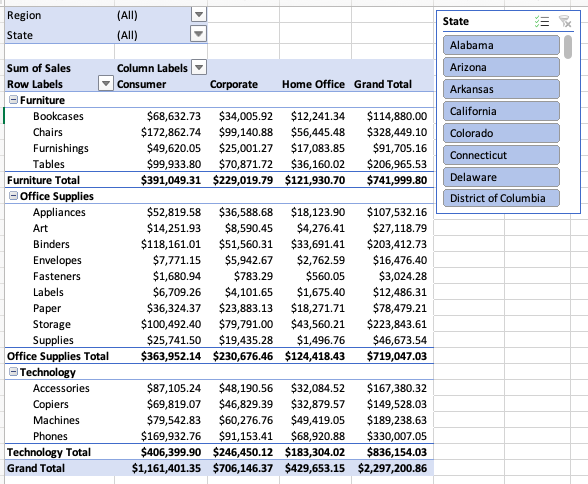 Region (All)
State (All)
Sum of Sales Column Labels
Row Labels Consumer Corporate Home Office Grand Total
Furniture
Bookcases $68,632.73 $34,005.92 $12,241.34 $114,880.00
Chairs $172,862.74 $99,140.88 $56,445.48 $328,449.10
Furnishings $49,620.05 $25,001.27 $17,083.85 $91,705.16
Tables $99,933.80 $70,871.72 $36,160.02 $206,965.53
Furniture Total $391,049.31 $229,019.79 $121,930.70 $741,999.80
Office Supplies
Appliances $52,819.58 $36,588.68 $18,123.90 $107,532.16
Art $14,251.93 $8,590.45 $4,276.41 $27,118.79
Binders $118,161.01 $51,560.31 $33,691.41 $203,412.73
Envelopes $7,771.15 $5,942.67 $2,762.59 $16,476.40
Fasteners $1,680.94 $783.29 $560.05 $3,024.28
Labels $6,709.26 $4,101.65 $1,675.40 $12,486.31
Paper $36,324.37 $23,883.13 $18,271.71 $78,479.21
Storage $100,492.40 $79,791.00 $43,560.21 $223,843.61
Supplies $25,741.50 $19,435.28 $1,496.76 $46,673.54
Office Supplies Total $363,952.14 $230,676.46 $124,418.43 $719,047.03
Technology
Accessories $87,105.24 $48,190.56 $32,084.52 $167,380.32
Copiers $69,819.07 $46,829.39 $32,879.57 $149,528.03
Machines $79,542.83 $60,276.76 $49,419.05 $189,238.63
Phones $169,932.76 $91,153.41 $68,920.88 $330,007.05
Technology Total $406,399.90 $246,450.12 $183,304.02 $836,154.03
Grand Total $1,161,401.35 $706,146.37 $429,653.15 $2,297,200.86
State
Alabama
Arizona
Arkansas
California
Colorado
Connecticut
Delaware
District of Columbia